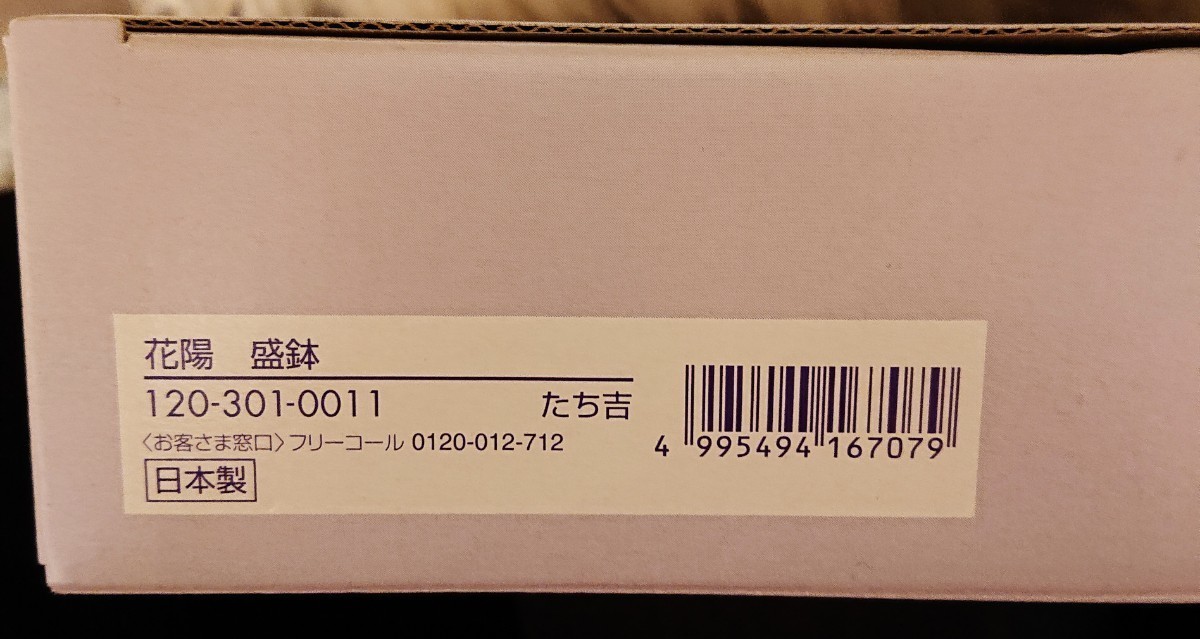 花陽　盛鉢
120-301-0011　たち吉
〈お客さま窓口〉フリーコール 0120-012-712
日本製
4 995494 167079